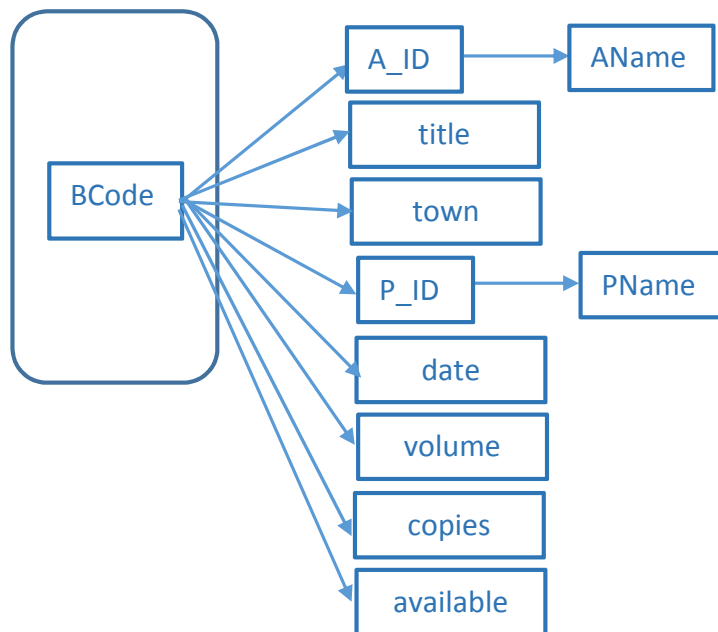 A_ID
AName
title
BCode
town
P_ID
PName
date
volume
copies
available